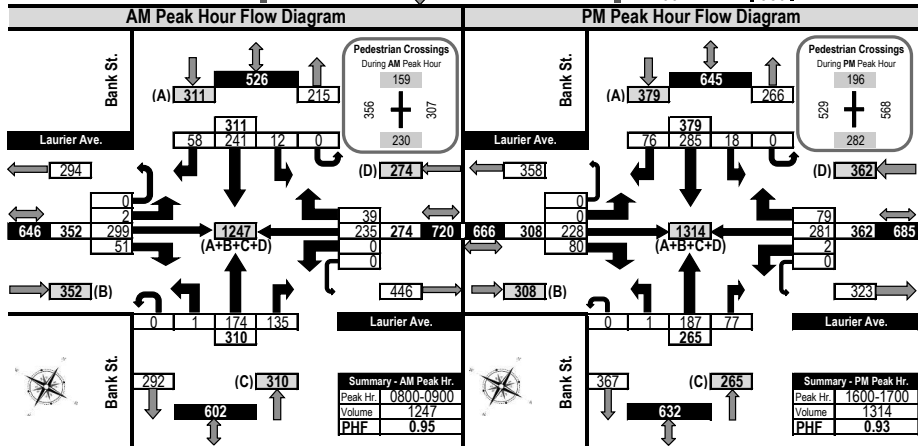 AM Peak Hour Flow Diagram
Bank St.
526
(A) 311
215
Pedestrian Crossings
During AM Peak Hour
159
356
307
230
311
58 241 12 0
Laurier Ave.
294
(D) 274
0
2
646 352 299
51
1247
(A+B+C+D)
39
235 274 720
0
0
352 (B)
446
0 1 174 135
310
Laurier Ave.
Bank St.
292
(C) 310
602
Summary - AM Peak Hr.
Peak Hr. 0800-0900
Volume 1247
PHF 0.95
PM Peak Hour Flow Diagram
Bank St.
645
(A) 379
266
Pedestrian Crossings
During PM Peak Hour
196
529
568
282
379
76 285 18 0
Laurier Ave.
358
(D) 362
0
0
666 308 228
80
1314
(A+B+C+D)
79
281 362 685
2
0
308 (B)
323
0 1 187 77
265
Laurier Ave.
Bank St.
367
(C) 265
632
Summary - PM Peak Hr.
Peak Hr. 1600-1700
Volume 1314
PHF 0.93